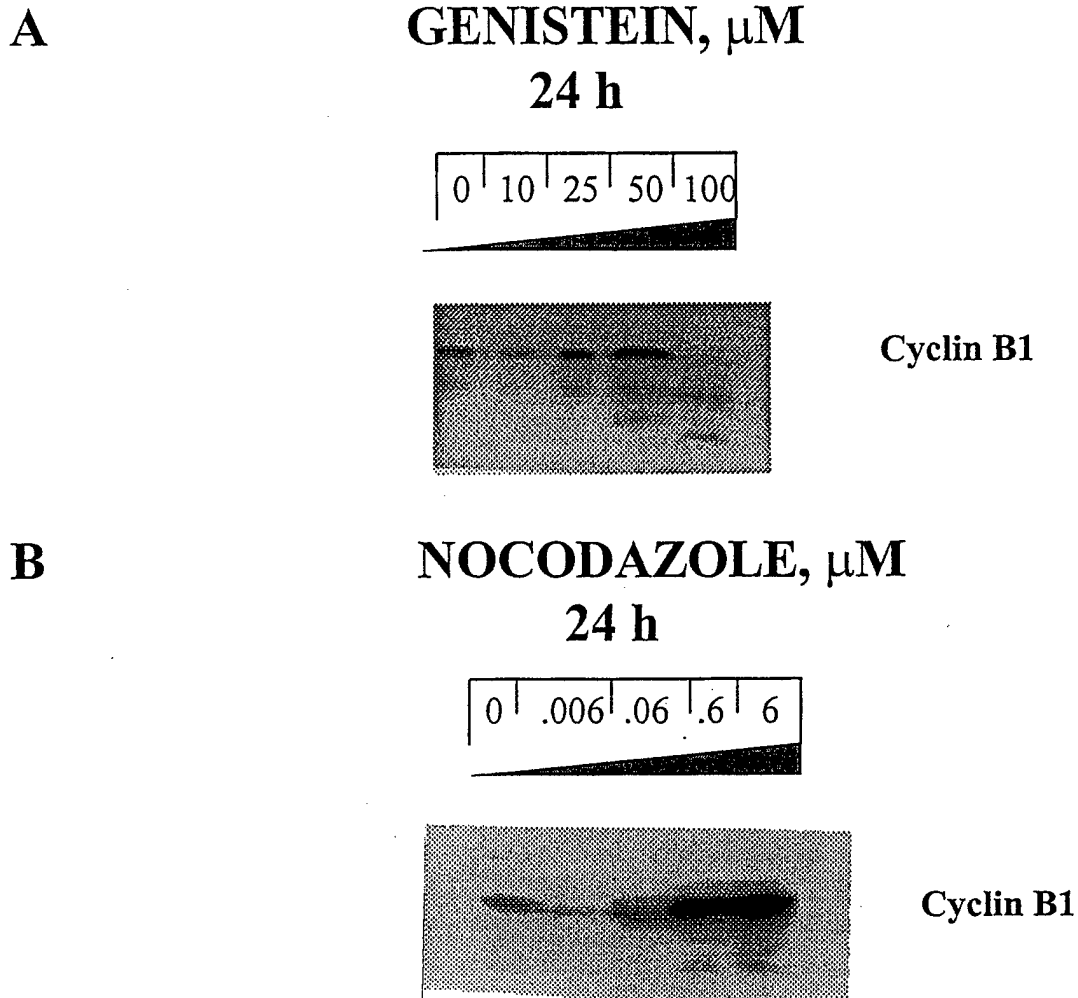 A
GENISTEIN, μM
24 h
0 10 25 50 100
Cyclin B1
B
NOCODAZOLE, μM
24 h
0 .006 .06 .6 6
Cyclin B1